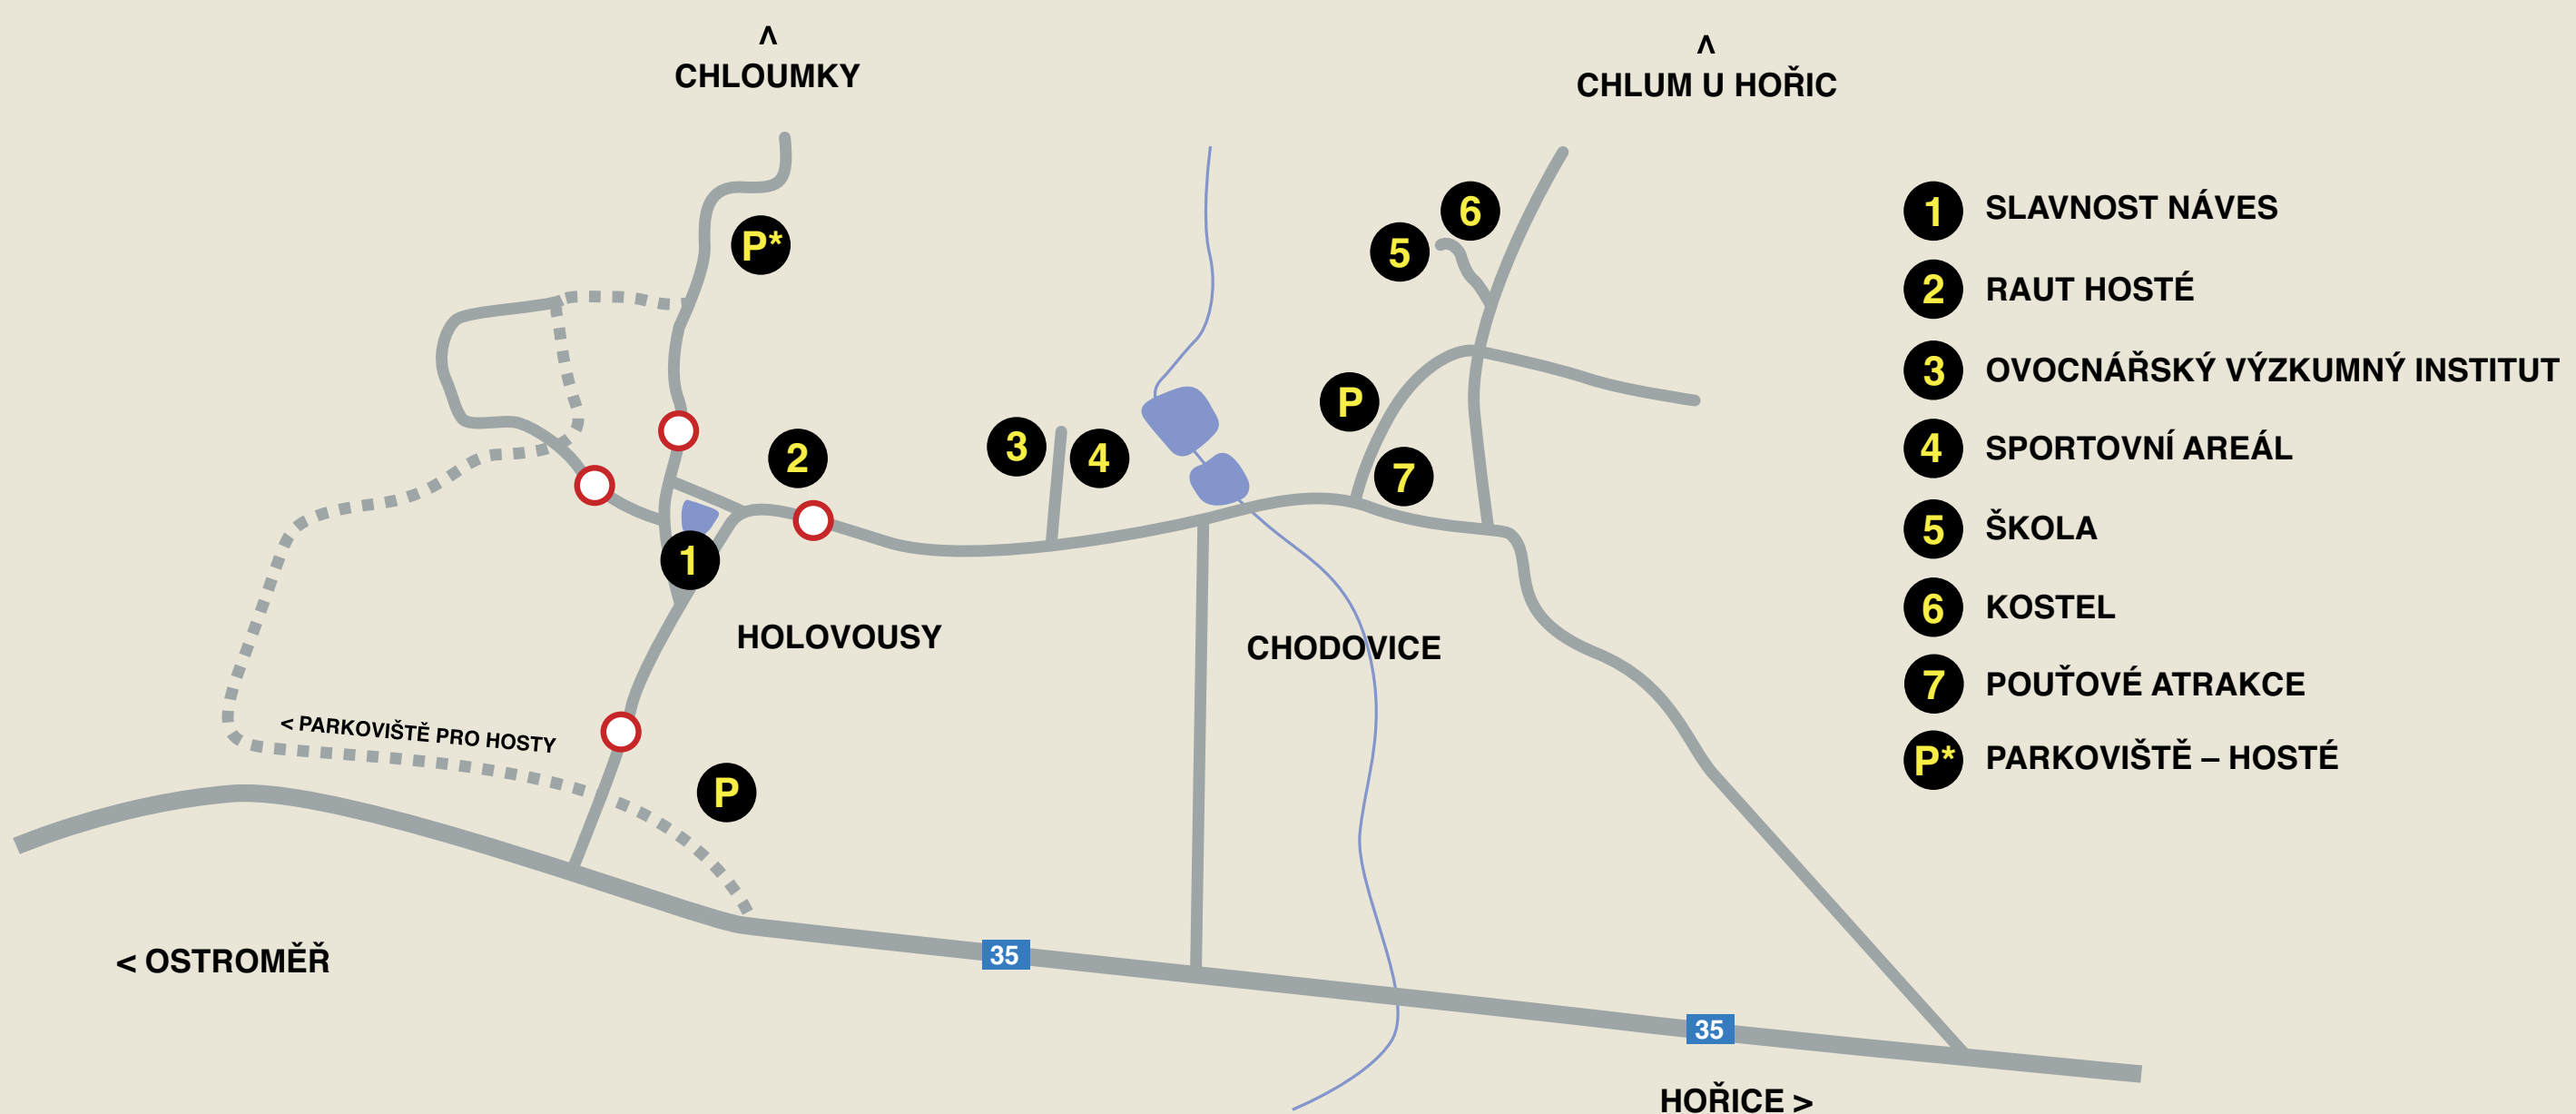 ^
CHLOUMKY
^
CHLUM U HOŘIC
P*
6
5
P
2
3
4
7
1
HOLOVOUSY
CHODOVICE
< PARKOVIŠTĚ PRO HOSTY
P
< OSTROMĚŘ
35
35
HOŘICE >
1 SLAVNOST NÁVES
2 RAUT HOSTÉ
3 OVOCNÁŘSKÝ VÝZKUMNÝ INSTITUT
4 SPORTOVNÍ AREÁL
5 ŠKOLA
6 KOSTEL
7 POUŤOVÉ ATRAKCE
P* PARKOVIŠTĚ – HOSTÉ